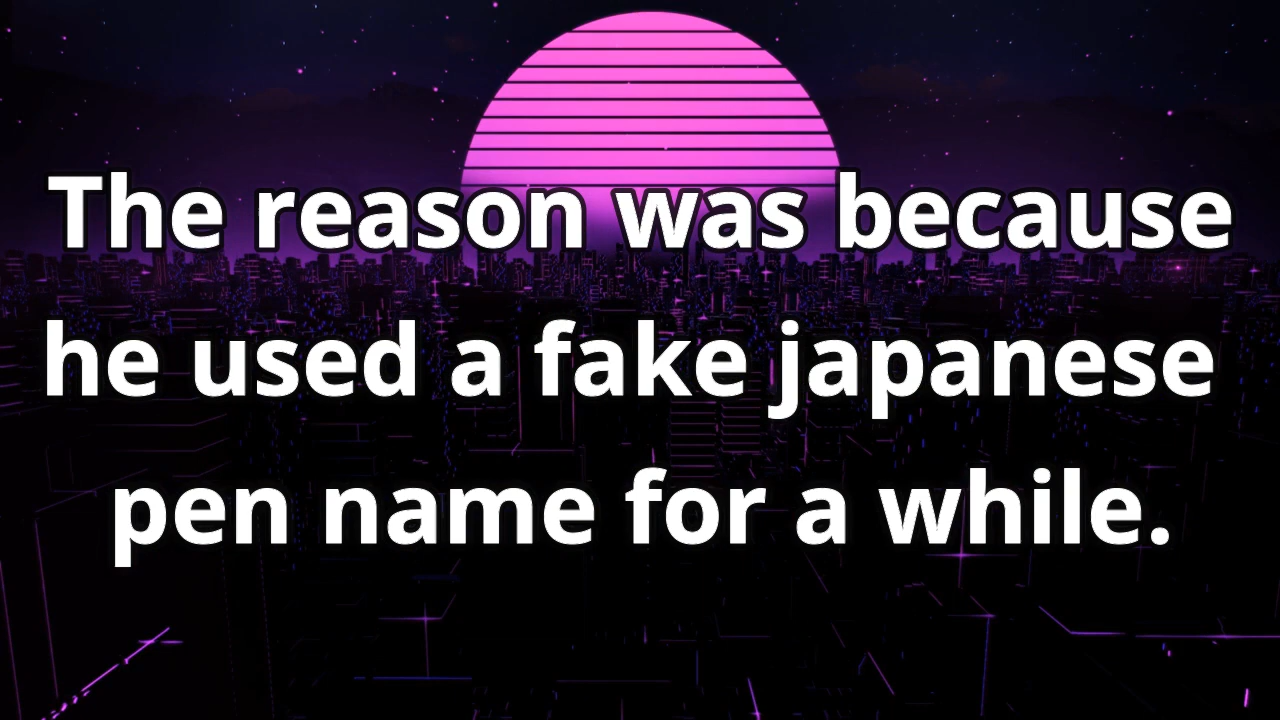 The reason was because
he used a fake japanese
pen name for a while.